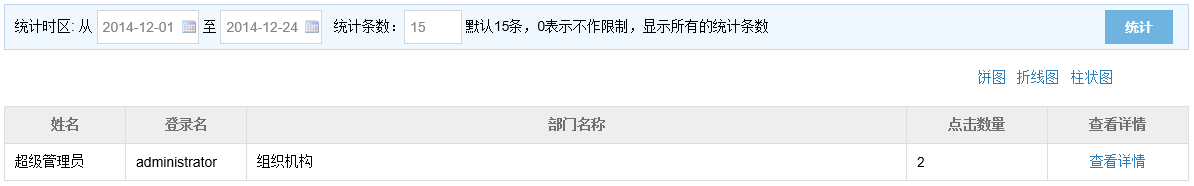 统计时区: 从 2014-12-01 至 2014-12-24 统计条数： 15 默认15条，0表示不作限制，显示所有的统计条数 统计
饼图 折线图 柱状图
姓名 登录名 部门名称 点击数量 查看详情
超级管理员 administrator 组织机构 2 查看详情